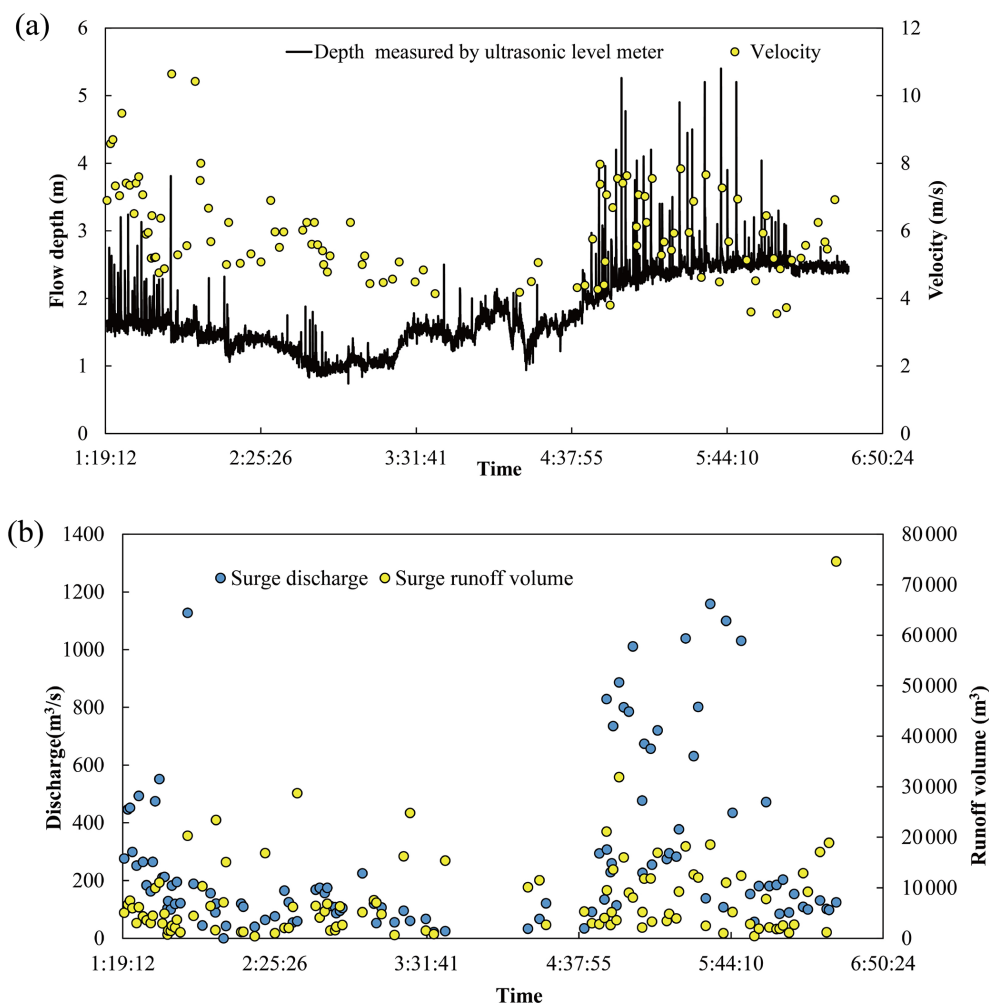 (a)
Depth measured by ultrasonic level meter
Velocity
6
5
4
3
2
1
0
Flow depth (m)
12
10
8
6
4
2
0
Velocity (m/s)
1:19:12 2:25:26 3:31:41 4:37:55 5:44:10 6:50:24
Time
(b)
Surge discharge
Surge runoff volume
1400
1200
1000
800
600
400
200
0
Discharge(m³/s)
80 000
70 000
60 000
50 000
40 000
30 000
20 000
10 000
0
Runoff volume (m³)
1:19:12 2:25:26 3:31:41 4:37:55 5:44:10 6:50:24
Time